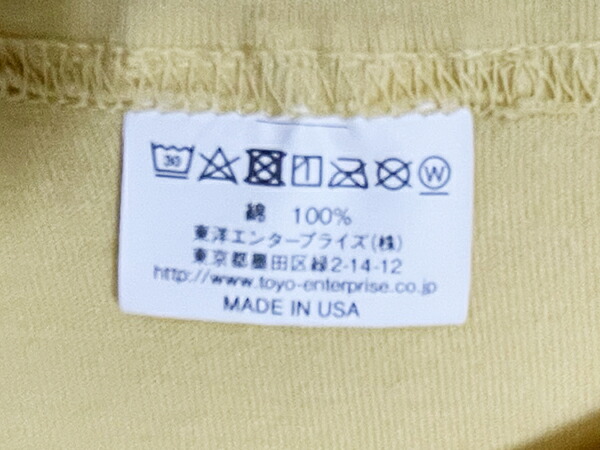 30 W
綿 100%
東洋エンタープライズ(株)
東京都墨田区緑2-14-12
http://www.toyo-enterprise.co.jp
MADE IN USA